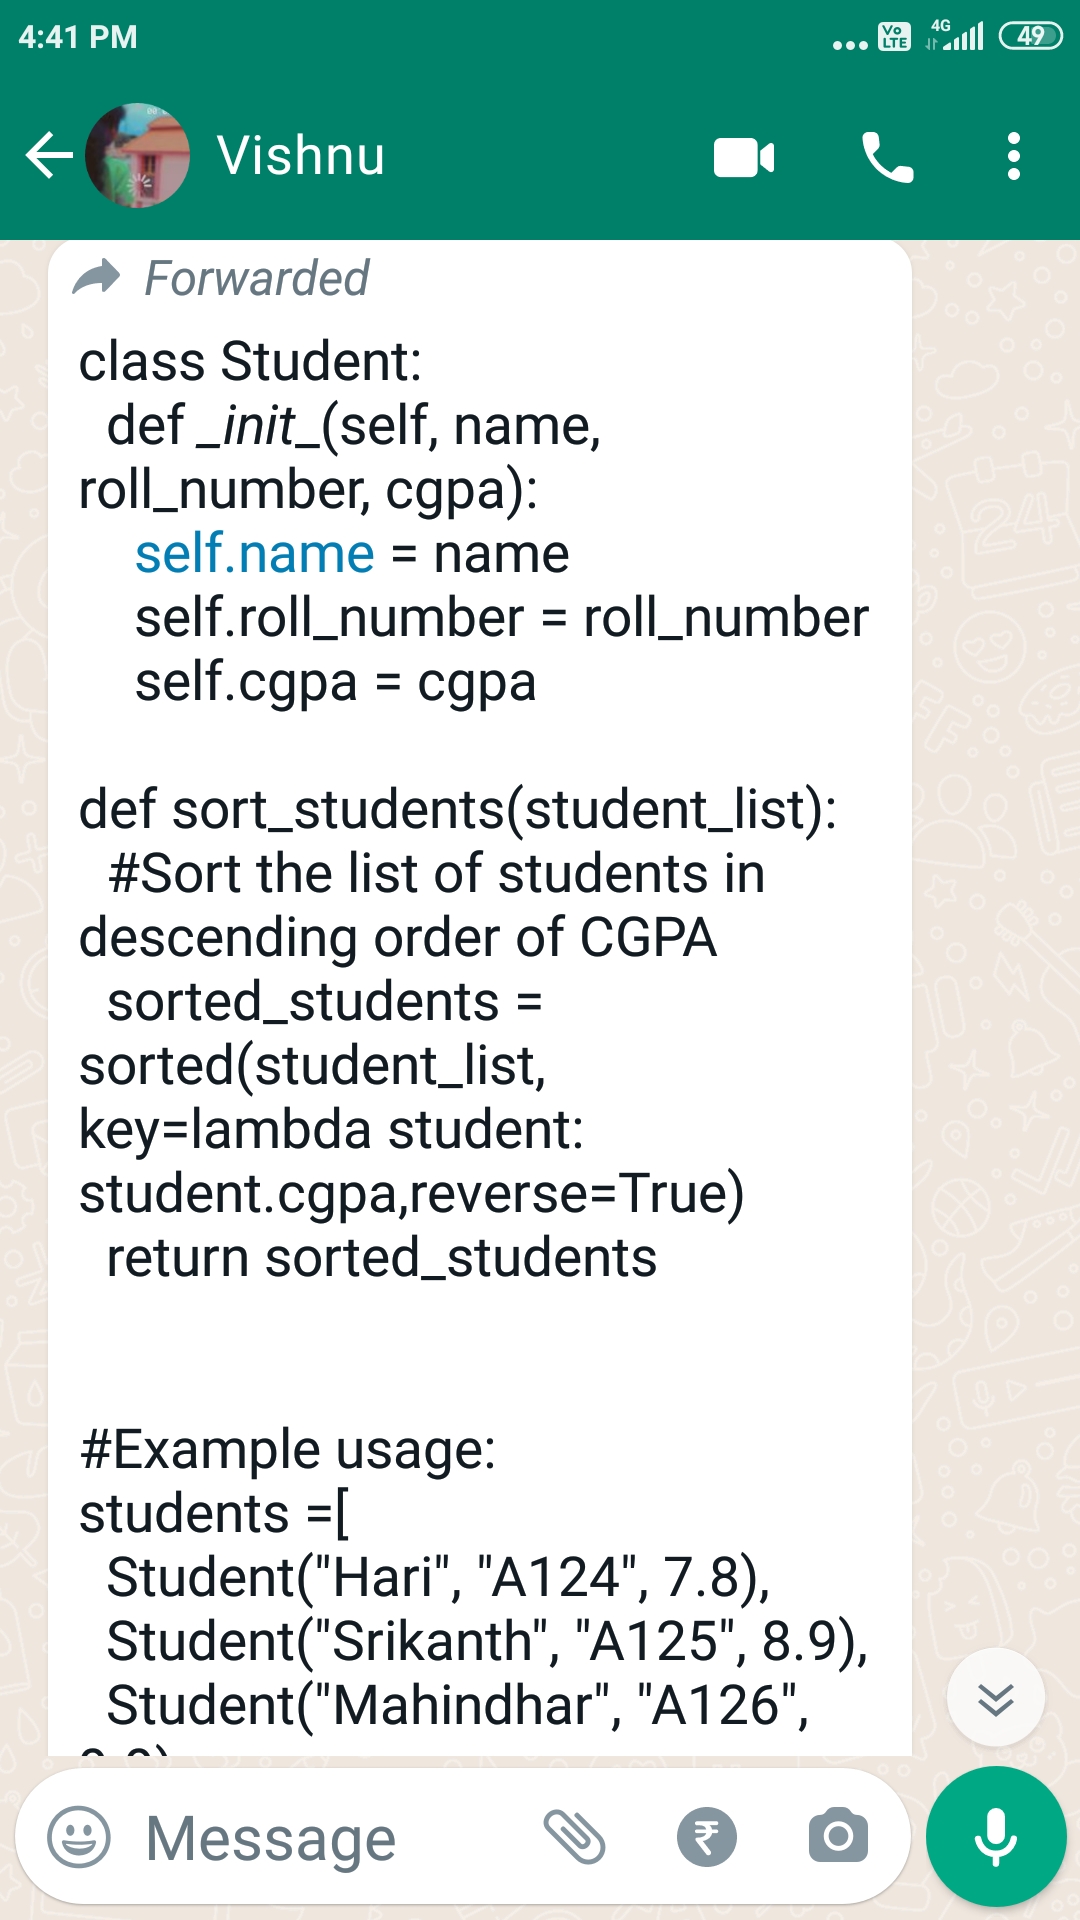 4:41 PM
Vo LTE 4G 49
Vishnu
Forwarded
class Student:
def _init_(self, name,
roll_number, cgpa):
self.name = name
self.roll_number = roll_number
self.cgpa = cgpa
def sort_students(student_list):
#Sort the list of students in
descending order of CGPA
sorted_students =
sorted(student_list,
key=lambda student:
student.cgpa,reverse=True)
return sorted_students
#Example usage:
students =[
Student("Hari", "A124", 7.8),
Student("Srikanth", "A125", 8.9),
Student("Mahindhar", "A126",
Message